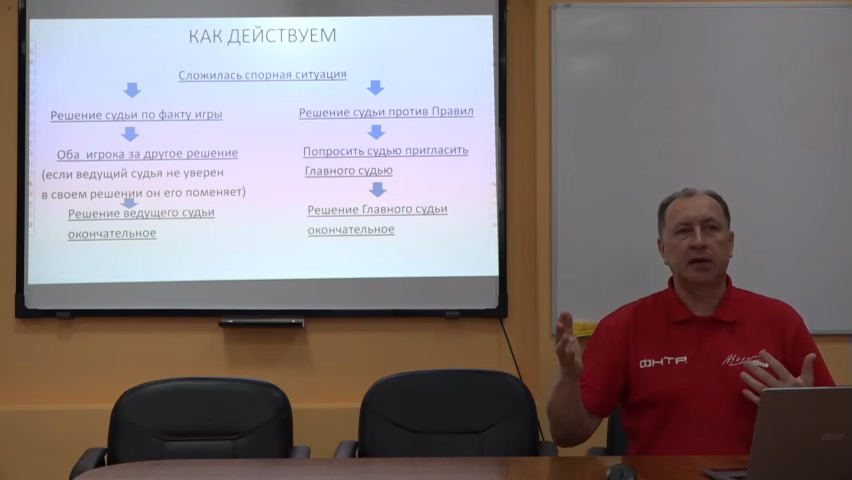 КАК ДЕЙСТВУЕМ
Сложилась спорная ситуация
Решение судьи по факту игры
Оба игрока за другое решение
(если ведущий судья не уверен
в своем решении он его поменяет)
Решение ведущего судьи
окончательное
Решение судьи против Правил
Попросить судью пригласить
Главного судью
Решение Главного судьи
окончательное
ФНТР
acer